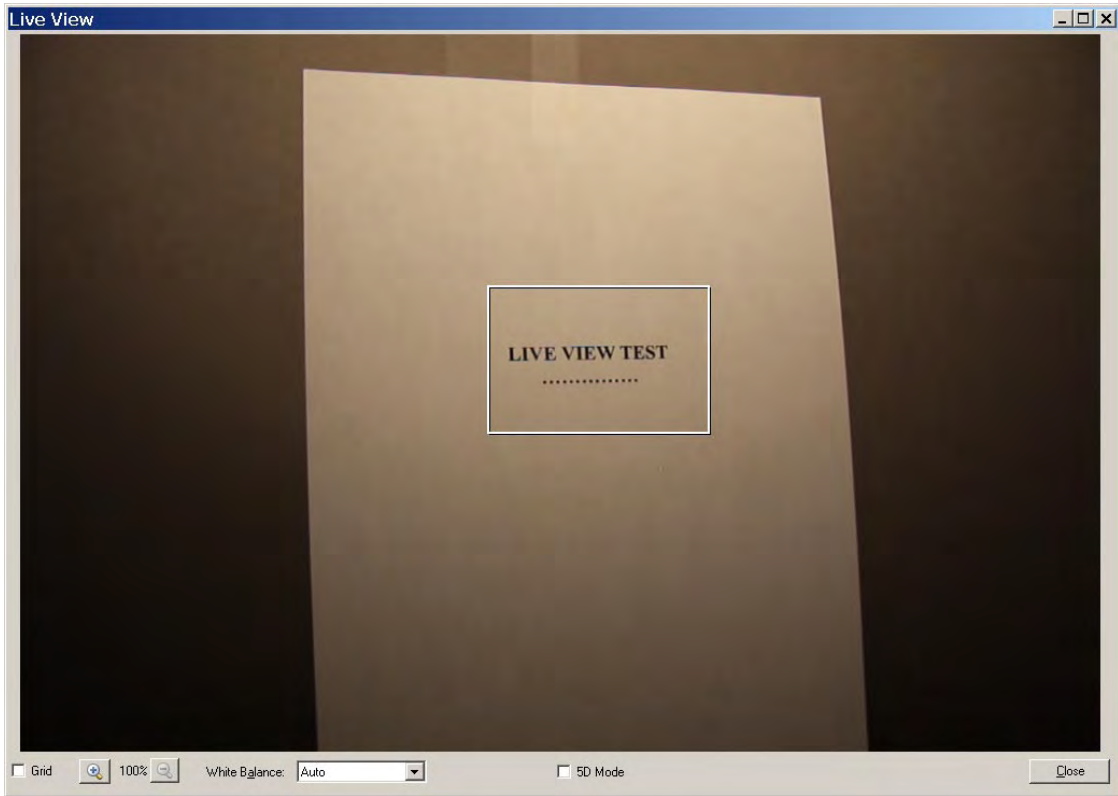 Live View
LIVE VIEW TEST
...............
Grid
100%
White Balance:
Auto
5D Mode
Close